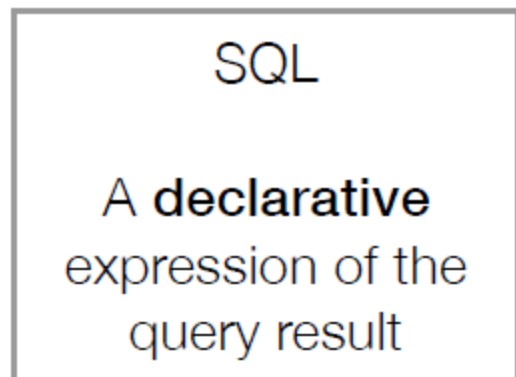 SQL
A declarative
expression of the
query result